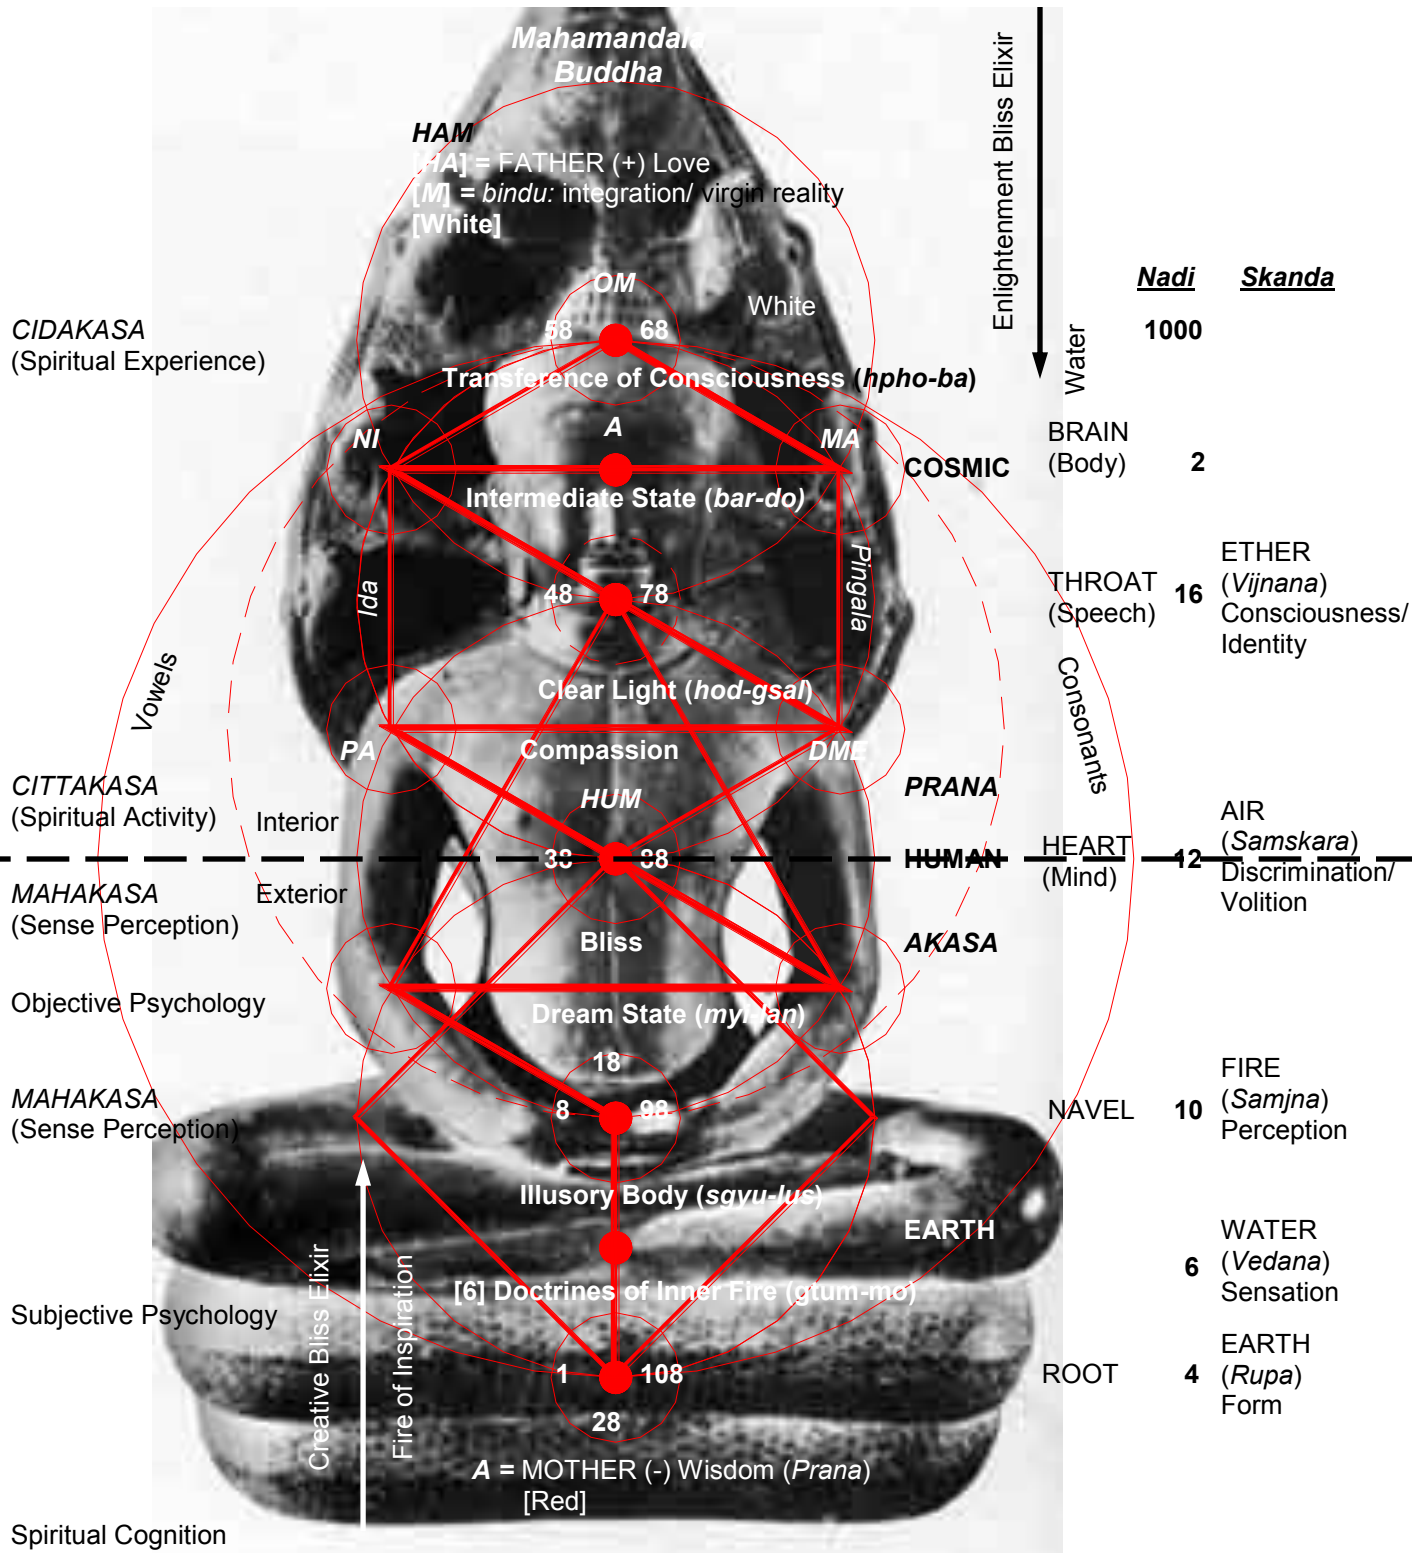 Mahamandala
Buddha
Enlightenment Bliss Elixir
HAM
[HA] = FATHER (+) Love
[M] = bindu: integration/ virgin reality
[White]
OM
White
Nadi
Skanda
58
68
Water
1000
CIDAKASA
(Spiritual Experience)
Transference of Consciousness (hpho-ba)
NI
A
MA
COSMIC
BRAIN
(Body)
2
Intermediate State (bar-do)
Ida
48
78
Pingala
THROAT
(Speech)
16
ETHER
(Vijnana)
Consciousness/
Identity
Vowels
Clear Light (hod-gsal)
Consonants
PA
Compassion
DME
CITTAKASA
(Spiritual Activity)
Interior
HUM
PRANA
38
88
HUMAN
HEART
(Mind)
12
AIR
(Samskara)
Discrimination/
Volition
MAHAKASA
(Sense Perception)
Exterior
Bliss
AKASA
Objective Psychology
Dream State (myi-lan)
18
8
98
MAHAKASA
(Sense Perception)
NAVEL
10
FIRE
(Samjna)
Perception
Illusory Body (sgyu-lus)
EARTH
6
WATER
(Vedana)
Sensation
Creative Bliss Elixir
Fire of Inspiration
[6] Doctrines of Inner Fire (gtum-mo)
Subjective Psychology
1
108
28
ROOT
4
EARTH
(Rupa)
Form
A = MOTHER (-) Wisdom (Prana)
[Red]
Spiritual Cognition